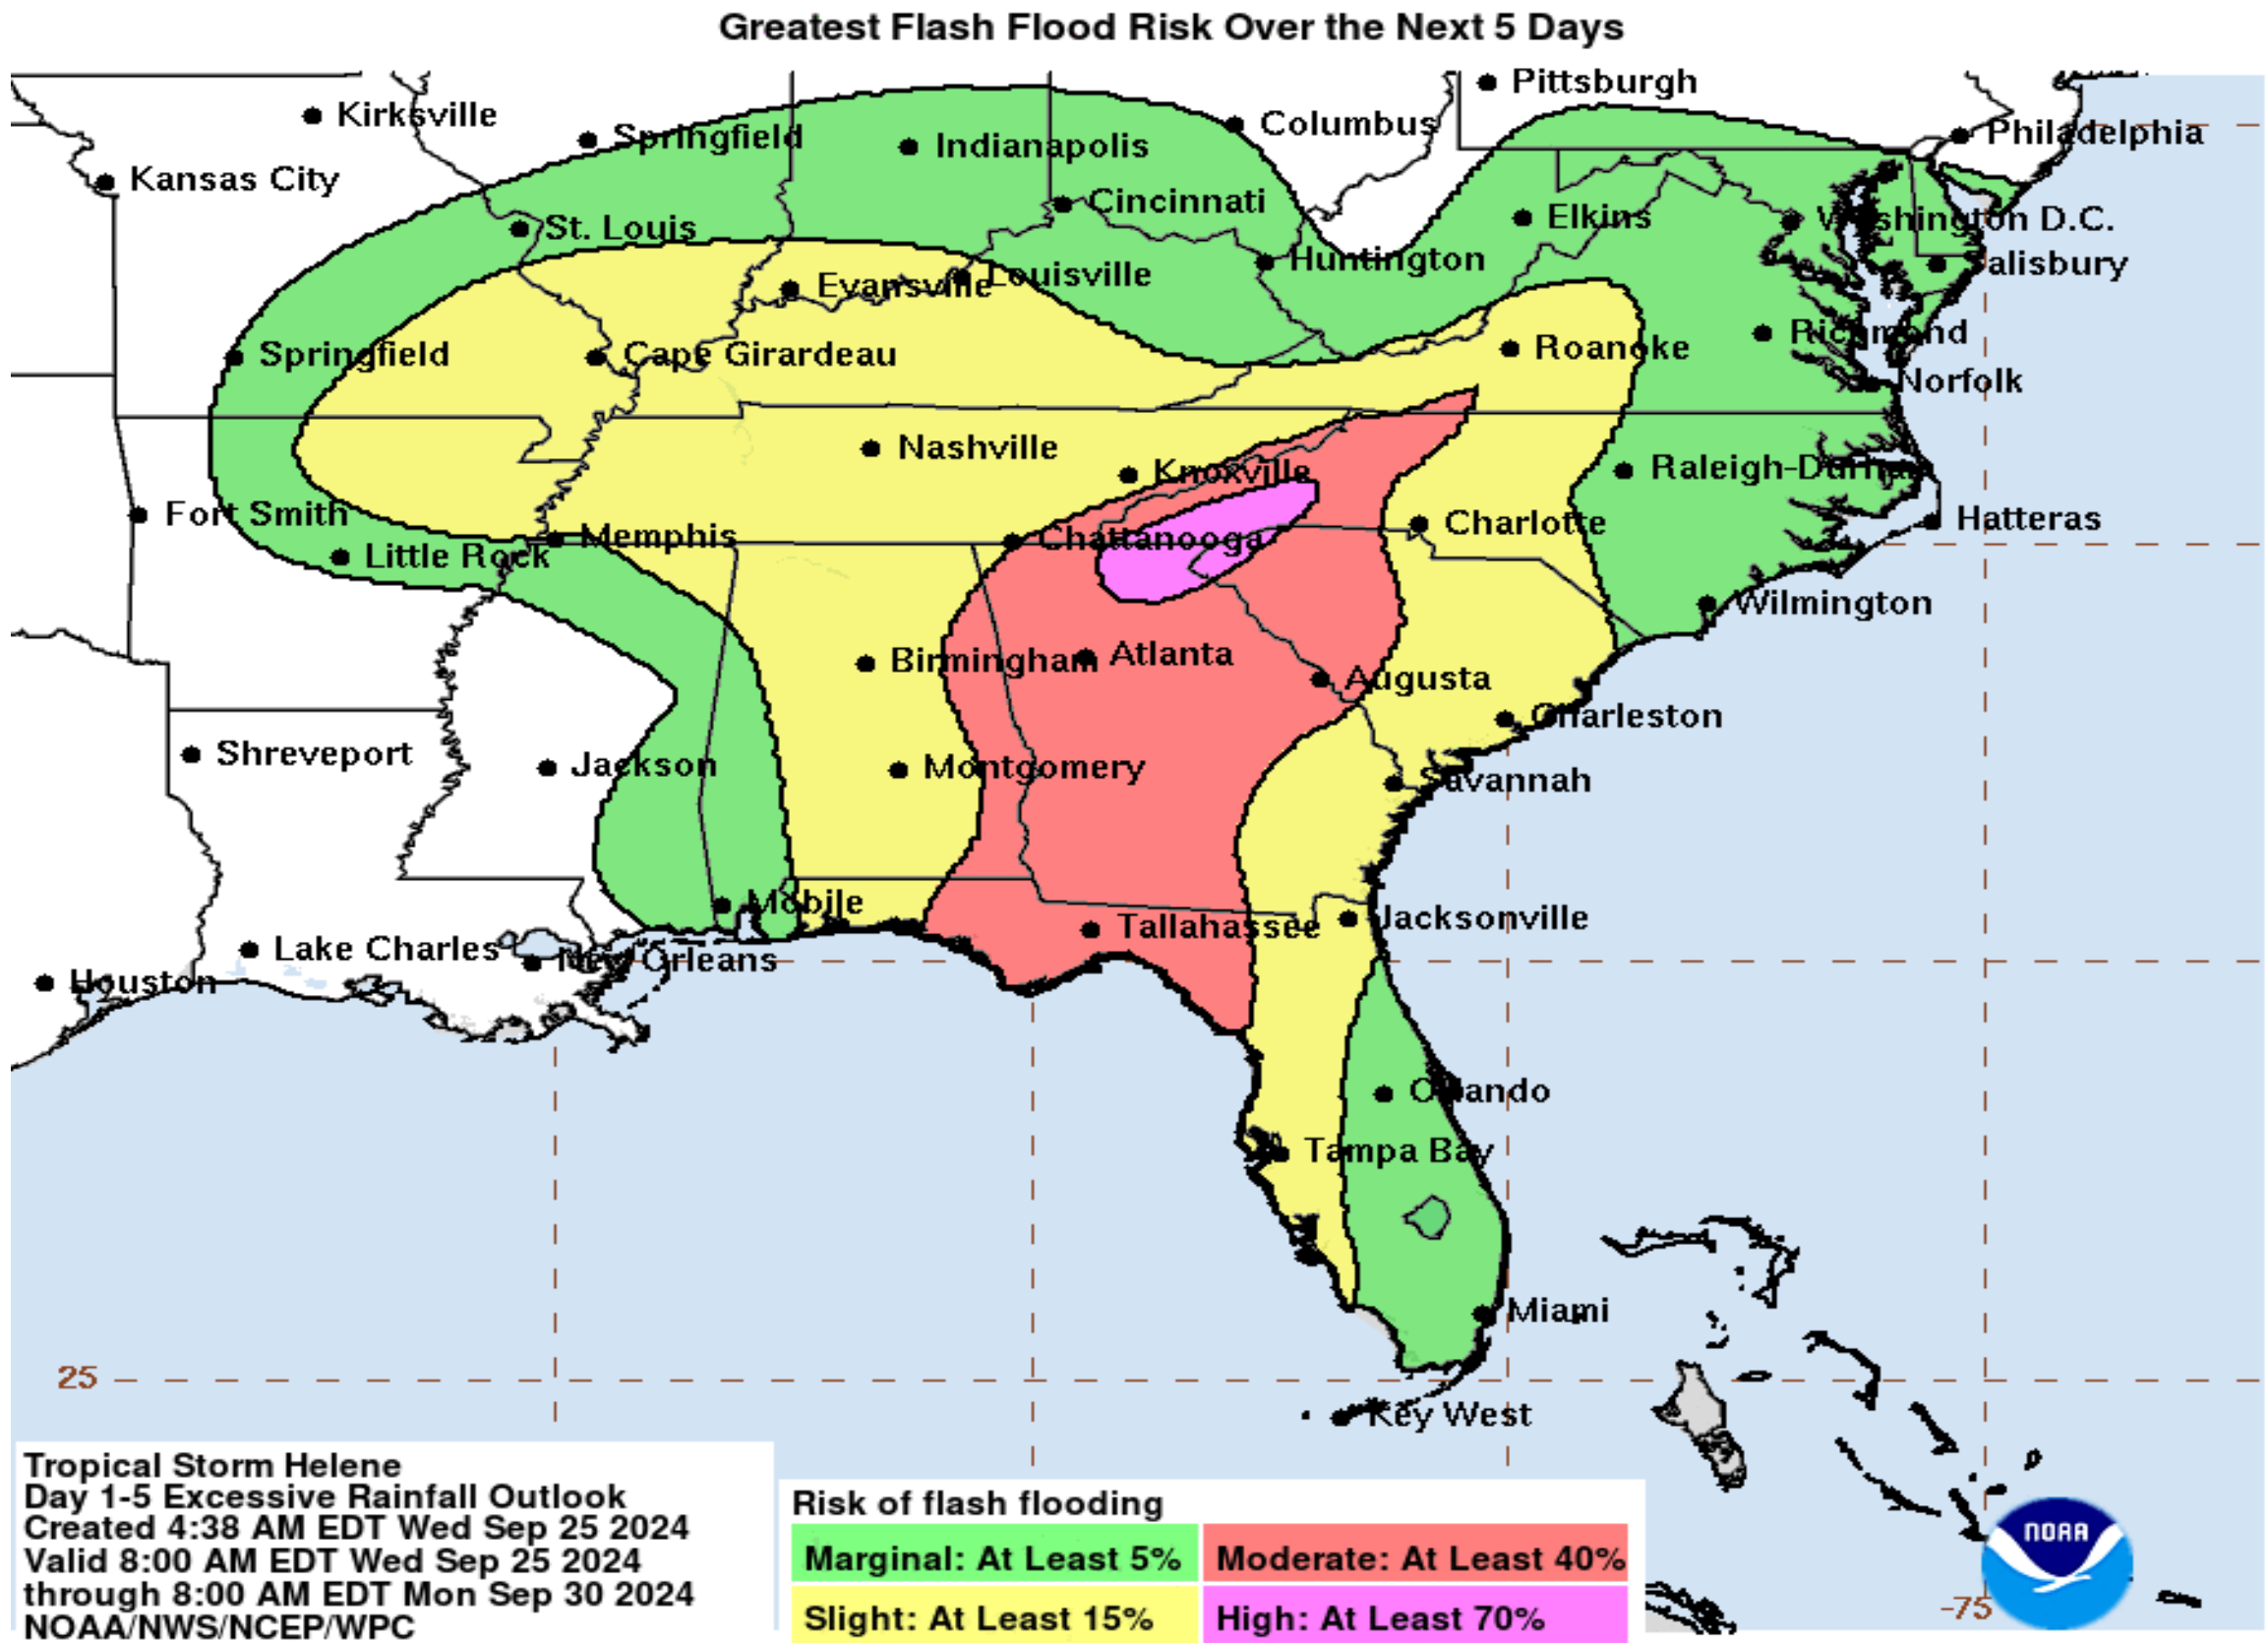 Greatest Flash Flood Risk Over the Next 5 Days
Pittsburgh
Kirksville
Columbus
Springfield
Philadelphia
Indianapolis
Kansas City
Cincinnati
Elkins
Washington D.C.
St. Louis
Huntington
Salisbury
Louisville
Evansville
Richmond
Roanoke
Springfield
Cape Girardeau
Norfolk
Nashville
Knoxville
Raleigh-Durham
Fort Smith
Charlotte
Hatteras
Memphis
Chattanooga
Little Rock
Wilmington
Birmingham
Atlanta
Augusta
Charleston
Shreveport
Jackson
Montgomery
Savannah
Mobile
Jacksonville
Tallahassee
Lake Charles
New Orleans
Houston
Orlando
Tampa Bay
Miami
25
Key West
Tropical Storm Helene
Day 1-5 Excessive Rainfall Outlook
Created 4:38 AM EDT Wed Sep 25 2024
Valid 8:00 AM EDT Wed Sep 25 2024
through 8:00 AM EDT Mon Sep 30 2024
NOAA/NWS/NCEP/WPC
Risk of flash flooding
Marginal: At Least 5%
Moderate: At Least 40%
Slight: At Least 15%
High: At Least 70%
NOAA
-75